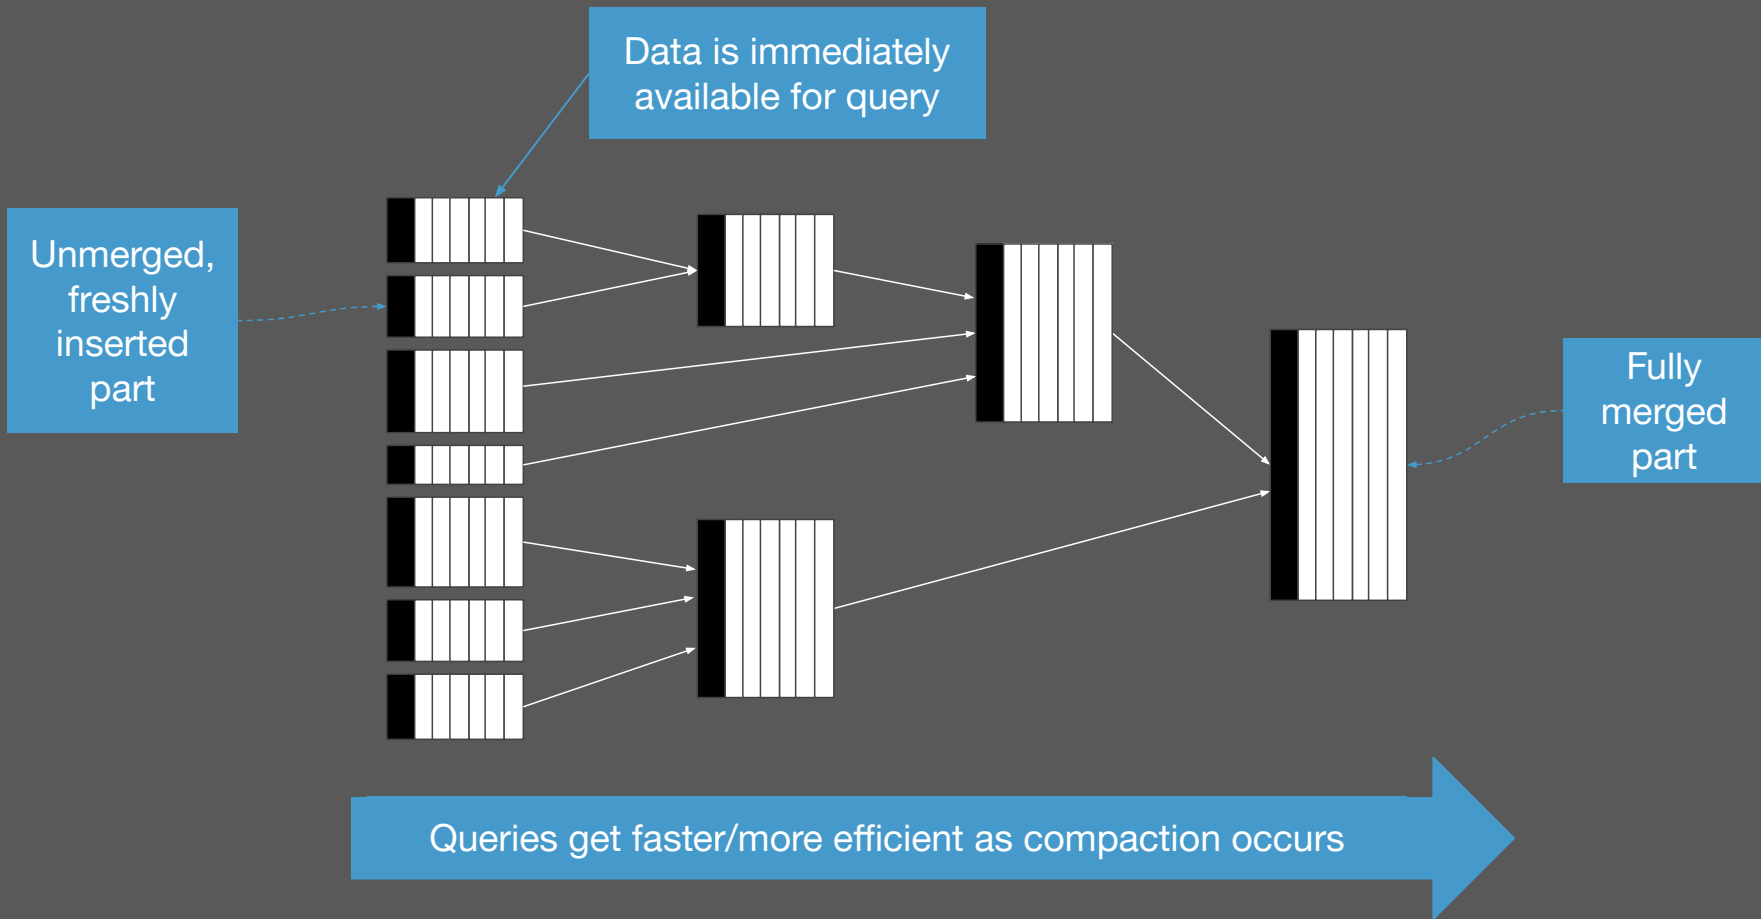 Data is immediately
available for query
Unmerged,
freshly
inserted
part
Fully
merged
part
Queries get faster/more efficient as compaction occurs